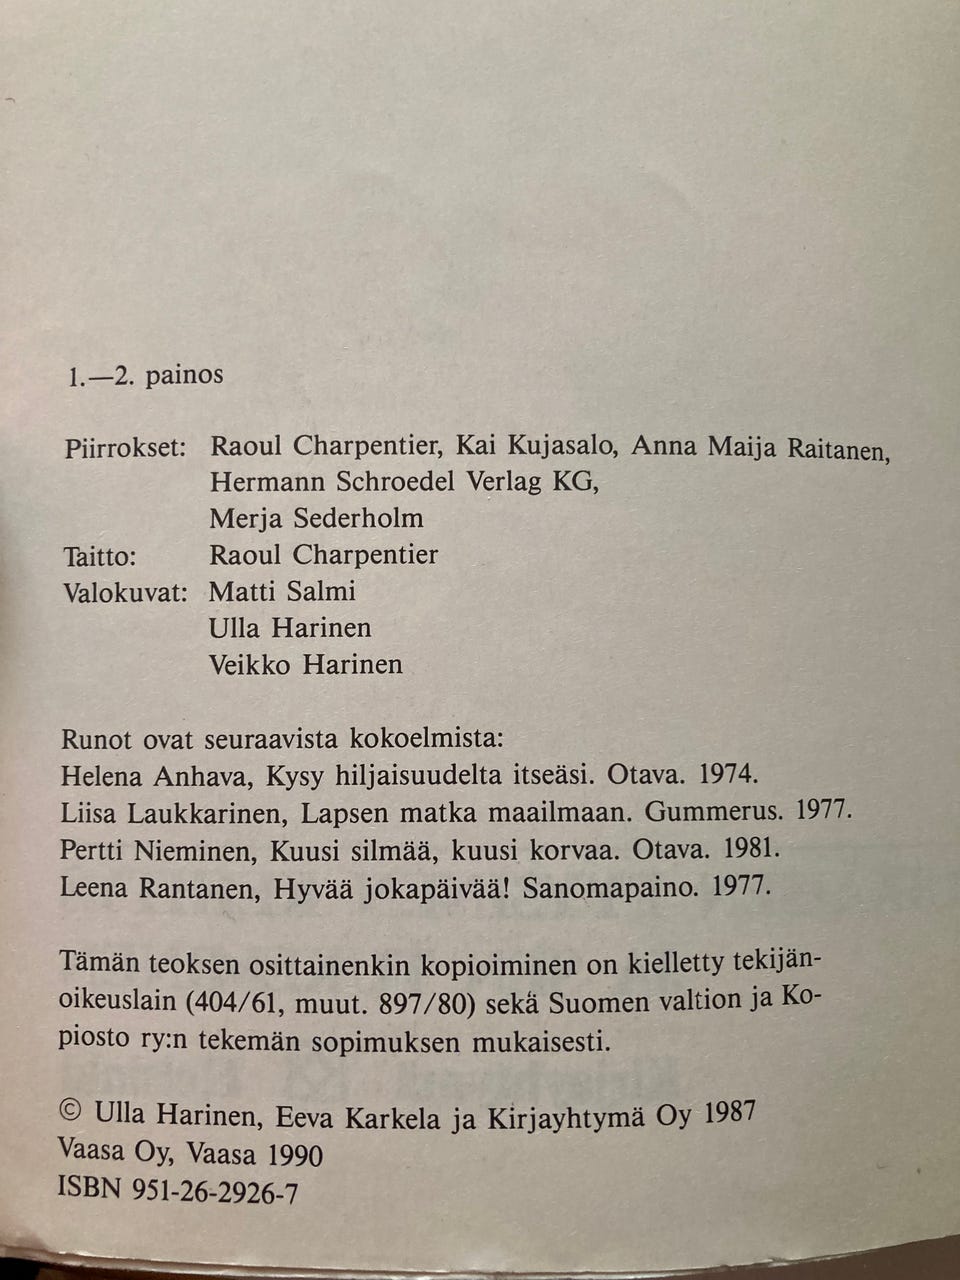 1.—2. painos
Piirrokset: Raoul Charpentier, Kai Kujasalo, Anna Maija Raitanen,
Hermann Schroedel Verlag KG,
Merja Sederholm
Taitto: Raoul Charpentier
Valokuvat: Matti Salmi
Ulla Harinen
Veikko Harinen
Runot ovat seuraavista kokoelmista:
Helena Anhava, Kysy hiljaisuudelta itseäsi. Otava. 1974.
Liisa Laukkarinen, Lapsen matka maailmaan. Gummerus. 1977.
Pertti Nieminen, Kuusi silmää, kuusi korvaa. Otava. 1981.
Leena Rantanen, Hyvää jokapäivää! Sanomapaino. 1977.
Tämän teoksen osittainenkin kopioiminen on kielletty tekijän-
oikeuslain (404/61, muut. 897/80) sekä Suomen valtion ja Ko-
piosto ry:n tekemän sopimuksen mukaisesti.
© Ulla Harinen, Eeva Karkela ja Kirjayhtymä Oy 1987
Vaasa Oy, Vaasa 1990
ISBN 951-26-2926-7